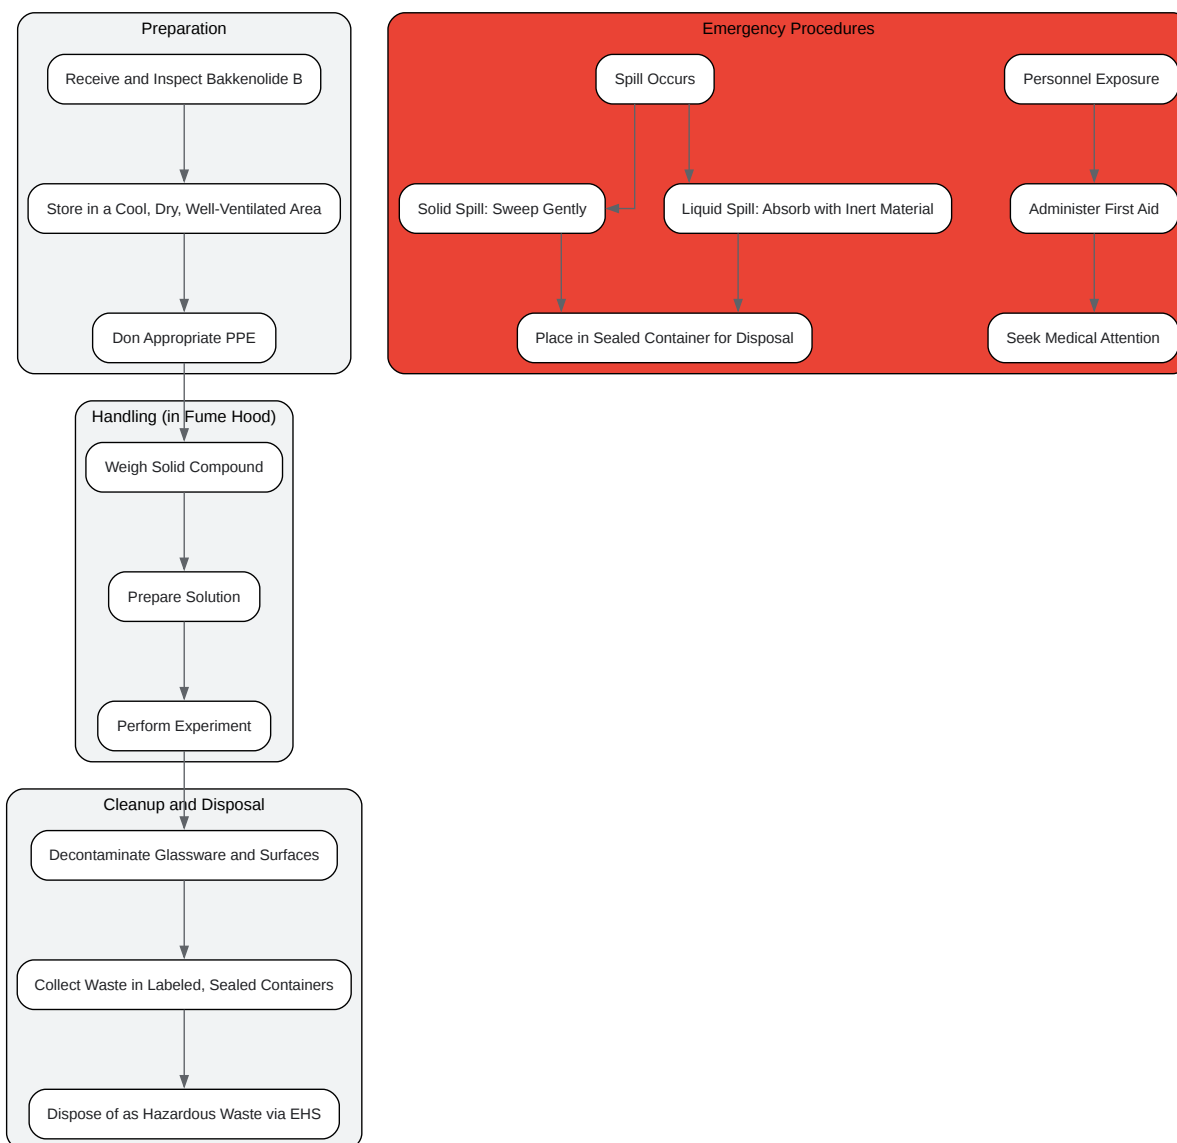 Preparation
Receive and Inspect Bakkenolide B
Store in a Cool, Dry, Well-Ventilated Area
Don Appropriate PPE
Handling (in Fume Hood)
Weigh Solid Compound
Prepare Solution
Perform Experiment
Cleanup and Disposal
Decontaminate Glassware and Surfaces
Collect Waste in Labeled, Sealed Containers
Dispose of as Hazardous Waste via EHS
Emergency Procedures
Spill Occurs
Solid Spill: Sweep Gently
Liquid Spill: Absorb with Inert Material
Place in Sealed Container for Disposal
Personnel Exposure
Administer First Aid
Seek Medical Attention